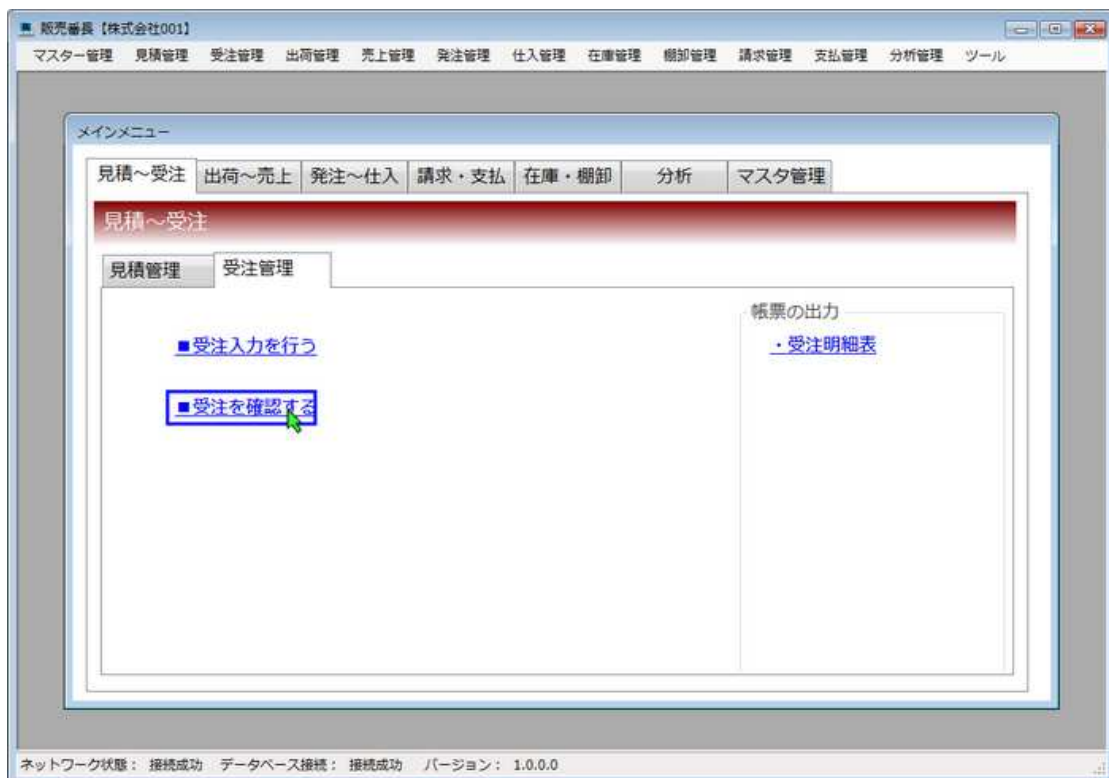 販売番長【株式会社001】
マスター管理 見積管理 受注管理 出荷管理 売上管理 発注管理 仕入管理 在庫管理 棚卸管理 請求管理 支払管理 分析管理 ツール
メインメニュー
見積～受注 出荷～売上 発注～仕入 請求・支払 在庫・棚卸 分析 マスタ管理
見積～受注
見積管理 受注管理
帳票の出力
■受注入力を行う ・受注明細表
■受注を確認する
ネットワーク状態： 接続成功 データベース接続： 接続成功 バージョン： 1.0.0.0